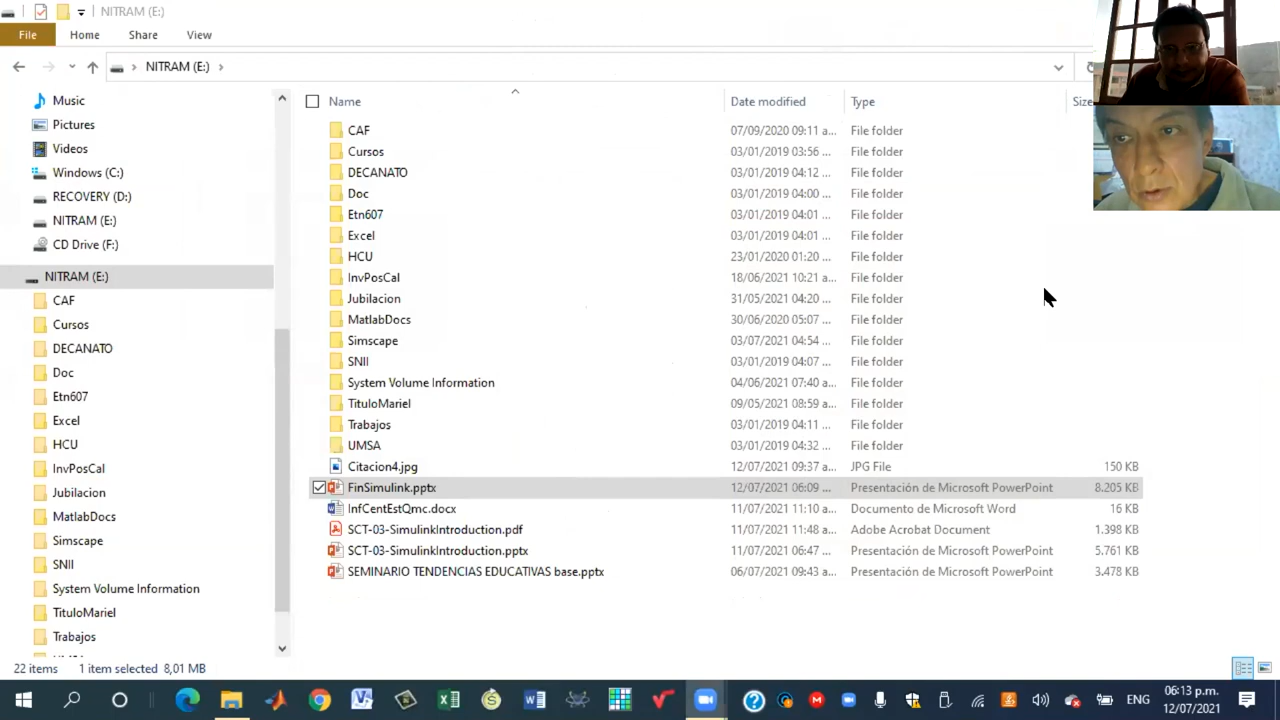 NITRAM (E:)
File Home Share View
NITRAM (E:)
Name Date modified Type Size
Music
Pictures
Videos
Windows (C:)
RECOVERY (D:)
NITRAM (E:)
CD Drive (F:)
NITRAM (E:)
CAF
Cursos
DECANATO
Doc
Etn607
Excel
HCU
InvPosCal
Jubilacion
MatlabDocs
Simscape
SNII
System Volume Information
TituloMariel
Trabajos
CAF 07/09/2020 09:11 a... File folder
Cursos 03/01/2019 03:56 ... File folder
DECANATO 03/01/2019 04:12 ... File folder
Doc 03/01/2019 04:00 ... File folder
Etn607 03/01/2019 04:01 ... File folder
Excel 03/01/2019 04:01 ... File folder
HCU 23/01/2020 01:20 ... File folder
InvPosCal 18/06/2021 10:21 ... File folder
Jubilacion 31/05/2021 04:20 ... File folder
MatlabDocs 30/06/2020 05:07 ... File folder
Simscape 03/07/2021 04:54 ... File folder
SNII 03/01/2019 04:07 ... File folder
System Volume Information 04/06/2021 07:40 a... File folder
TituloMariel 09/05/2021 08:59 a... File folder
Trabajos 03/01/2019 04:11 ... File folder
UMSA 03/01/2019 04:32 ... File folder
Citacion4.jpg 12/07/2021 09:37 a... JPG File 150 KB
FinSimulink.pptx 12/07/2021 06:09 ... Presentación de Microsoft PowerPoint 8.205 KB
InfCentEstQmc.docx 11/07/2021 11:10 a... Documento de Microsoft Word 16 KB
SCT-03-SimulinkIntroduction.pdf 11/07/2021 11:48 a... Adobe Acrobat Document 1.398 KB
SCT-03-SimulinkIntroduction.pptx 11/07/2021 06:47 ... Presentación de Microsoft PowerPoint 5.761 KB
SEMINARIO TENDENCIAS EDUCATIVAS base.pptx 06/07/2021 09:43 a... Presentación de Microsoft PowerPoint 3.478 KB
22 items 1 item selected 8,01 MB
ENG
06:13 p.m.
12/07/2021